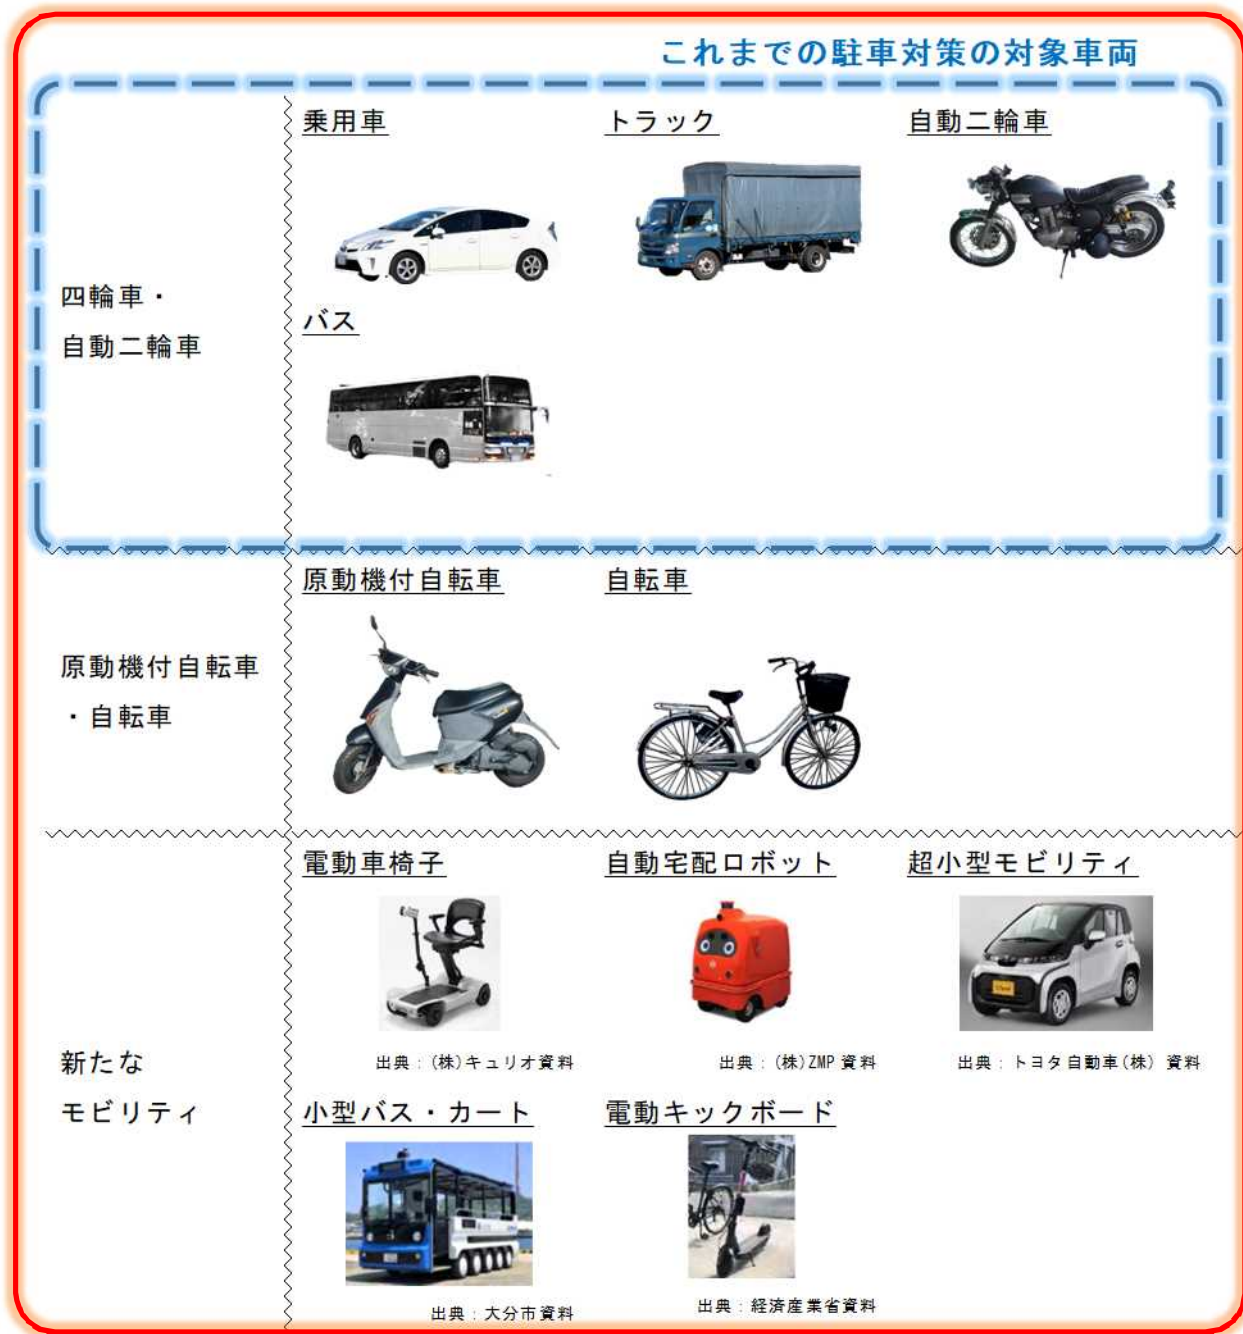 これまでの駐車対策の対象車両
四輪車・
自動二輪車
乗用車
トラック
自動二輪車
バス
原動機付自転車
・自転車
原動機付自転車
自転車
新たな
モビリティ
電動車椅子
自動宅配ロボット
超小型モビリティ
出典：(株)キュリオ資料
出典：(株)ZMP 資料
出典：トヨタ自動車(株) 資料
小型バス・カート
電動キックボード
出典：大分市資料
出典：経済産業省資料